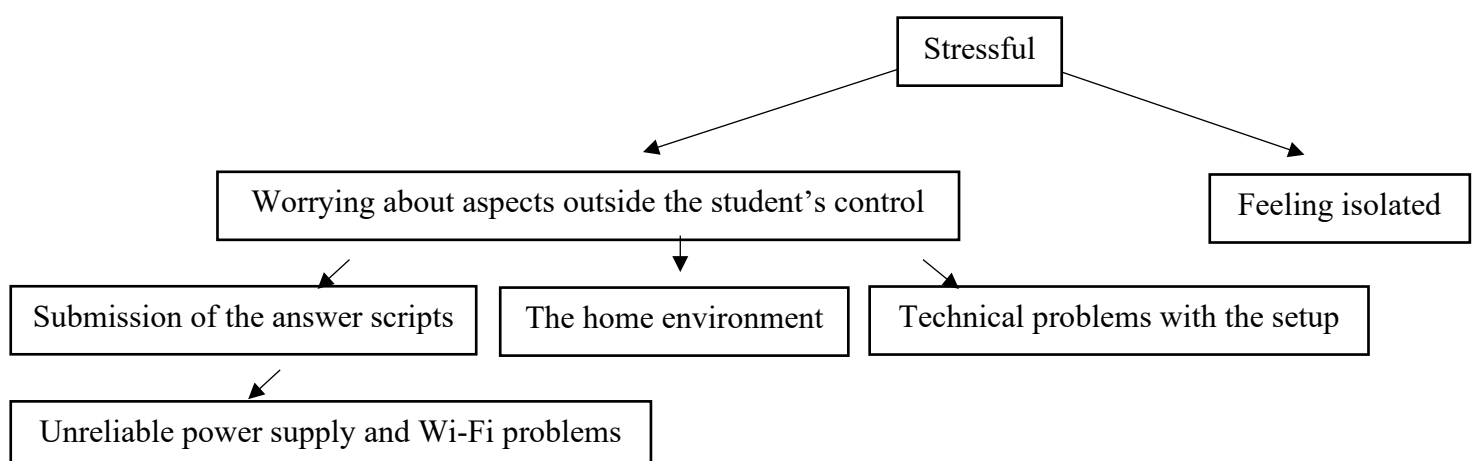 Stressful
Worrying about aspects outside the student’s control
Feeling isolated
Submission of the answer scripts
The home environment
Technical problems with the setup
Unreliable power supply and Wi-Fi problems